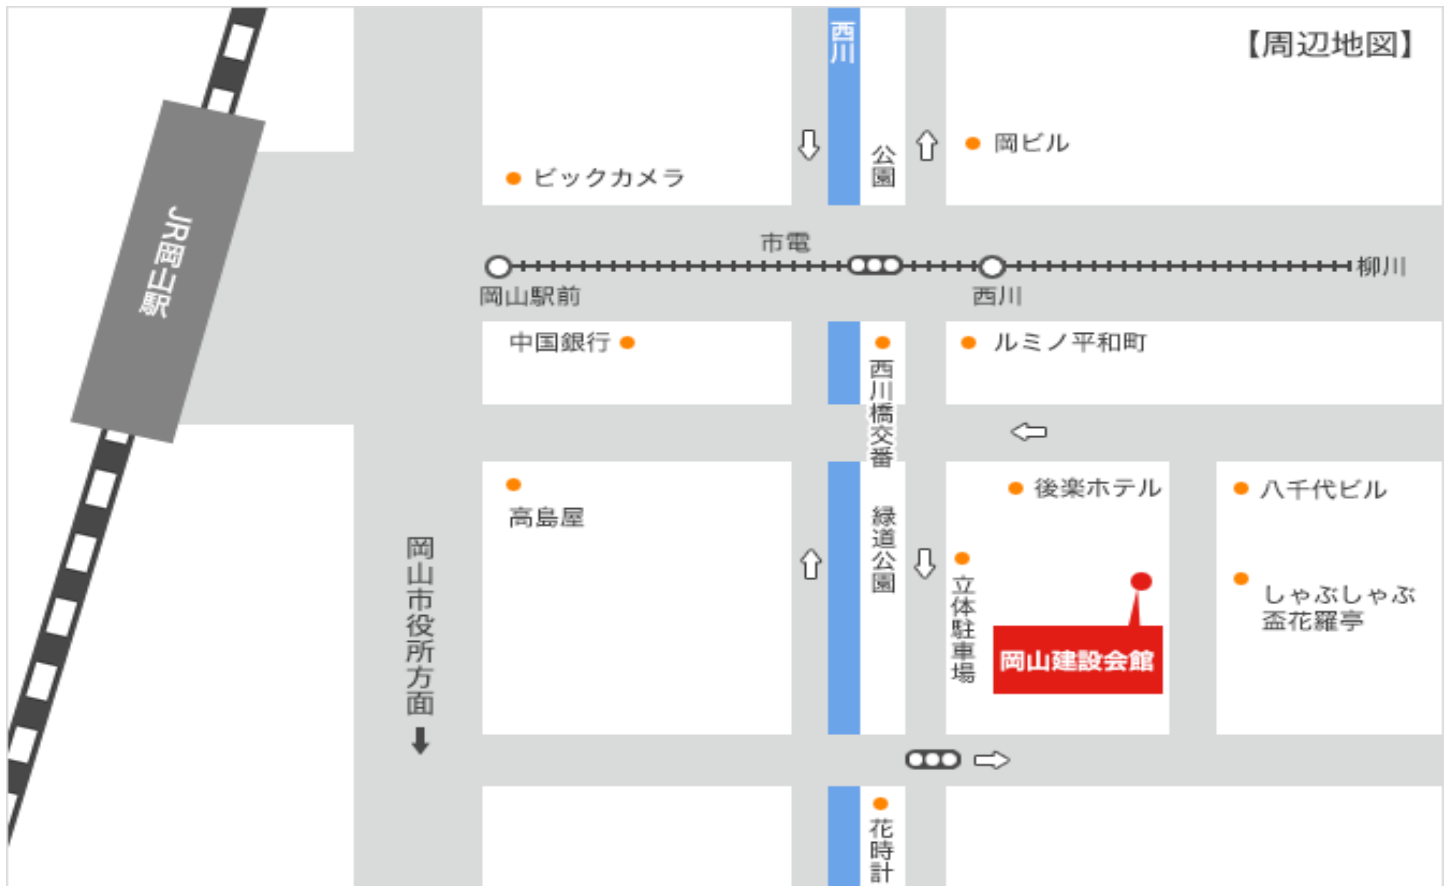 【周辺地図】
西川
公園
岡ビル
ビックカメラ
JR岡山駅
市電
岡山駅前
西川
柳川
中国銀行
西川橋交番
ルミノ平和町
高島屋
緑道公園
後楽ホテル
八千代ビル
岡山市役所方面
立体駐車場
しゃぶしゃぶ
盃花羅亭
岡山建設会館
花時計